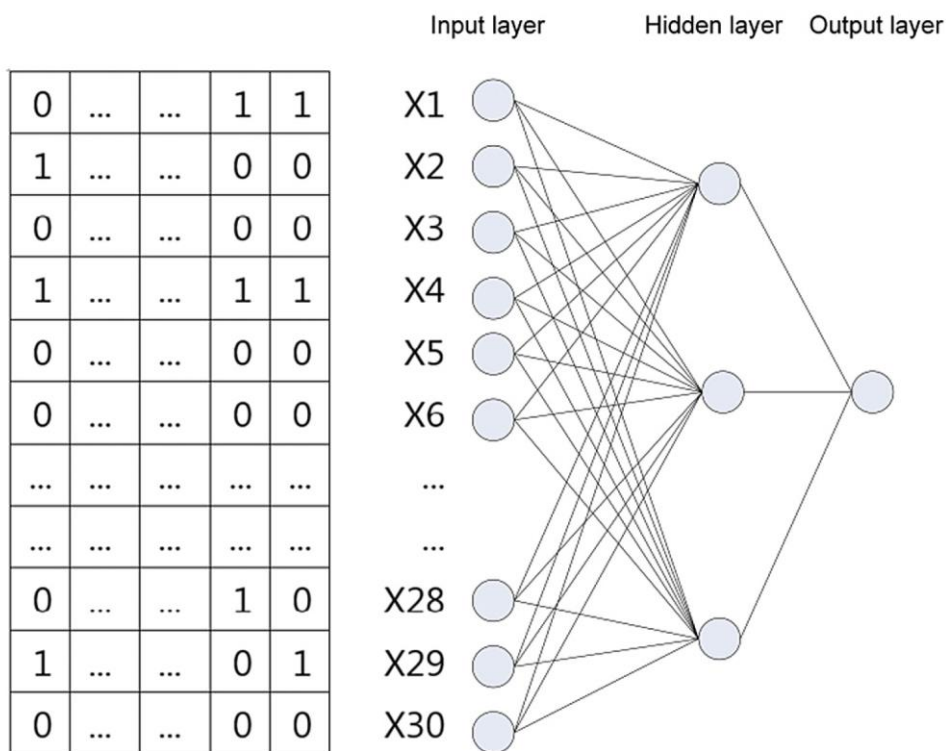 Input layer Hidden layer Output layer
0 ... ... 1 1 X1
1 ... ... 0 0 X2
0 ... ... 0 0 X3
1 ... ... 1 1 X4
0 ... ... 0 0 X5
0 ... ... 0 0 X6
... ... ... ... ... ...
... ... ... ... ... ...
0 ... ... 1 0 X28
1 ... ... 0 1 X29
0 ... ... 0 0 X30